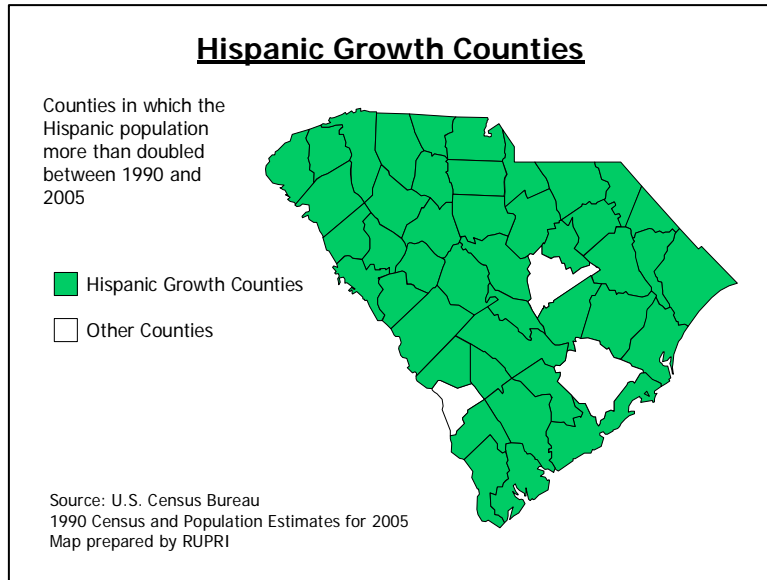 Hispanic Growth Counties
Counties in which the
Hispanic population
more than doubled
between 1990 and
2005
Hispanic Growth Counties
Other Counties
Source: U.S. Census Bureau
1990 Census and Population Estimates for 2005
Map prepared by RUPRI